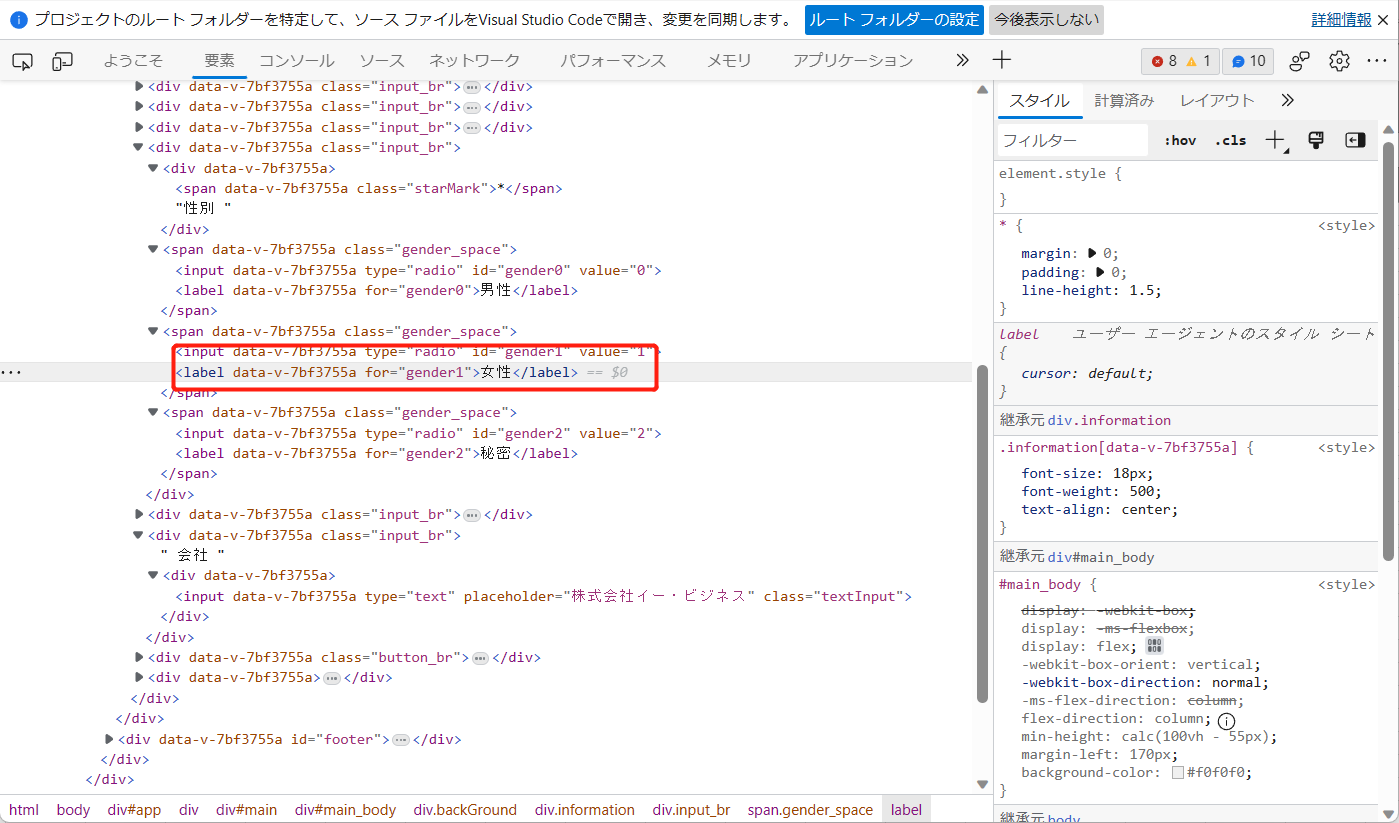 プロジェクトのルート フォルダーを特定して、ソース ファイルをVisual Studio Codeで開き、変更を同期します。 ルート フォルダーの設定 今後表示しない 詳細情報
ようこそ 要素 コンソール ソース ネットワーク パフォーマンス メモリ アプリケーション 8 1 10
<div data-v-7bf3755a class="input_br">…</div>
<div data-v-7bf3755a class="input_br">…</div>
<div data-v-7bf3755a class="input_br">…</div>
<div data-v-7bf3755a class="input_br">
<div data-v-7bf3755a>
<span data-v-7bf3755a class="starMark">*</span>
"性別 "
</div>
<span data-v-7bf3755a class="gender_space">
<input data-v-7bf3755a type="radio" id="gender0" value="0">
<label data-v-7bf3755a for="gender0">男性</label>
</span>
<span data-v-7bf3755a class="gender_space">
<input data-v-7bf3755a type="radio" id="gender1" value="1">
<label data-v-7bf3755a for="gender1">女性</label> == $0
</span>
<span data-v-7bf3755a class="gender_space">
<input data-v-7bf3755a type="radio" id="gender2" value="2">
<label data-v-7bf3755a for="gender2">秘密</label>
</span>
</div>
<div data-v-7bf3755a class="input_br">…</div>
<div data-v-7bf3755a class="input_br">
" 会社 "
<div data-v-7bf3755a>
<input data-v-7bf3755a type="text" placeholder="株式会社イー・ビジネス" class="textInput">
</div>
</div>
<div data-v-7bf3755a class="button_br">…</div>
<div data-v-7bf3755a>…</div>
</div>
</div>
<div data-v-7bf3755a id="footer">…</div>
</div>
</div>
html body div#app div div#main div#main_body div.backGround div.information div.input_br span.gender_space label
スタイル 計算済み レイアウト
フィルター :hov .cls
element.style {
}
* { <style>
margin: 0;
padding: 0;
line-height: 1.5;
}
label ユーザー エージェントのスタイル シート
{
cursor: default;
}
継承元 div.information
.information[data-v-7bf3755a] { <style>
font-size: 18px;
font-weight: 500;
text-align: center;
}
継承元 div#main_body
#main_body { <style>
display: -webkit-box;
display: -ms-flexbox;
display: flex;
-webkit-box-orient: vertical;
-webkit-box-direction: normal;
-ms-flex-direction: column;
flex-direction: column;
min-height: calc(100vh - 55px);
margin-left: 170px;
background-color: #f0f0f0;
}
継承元 body